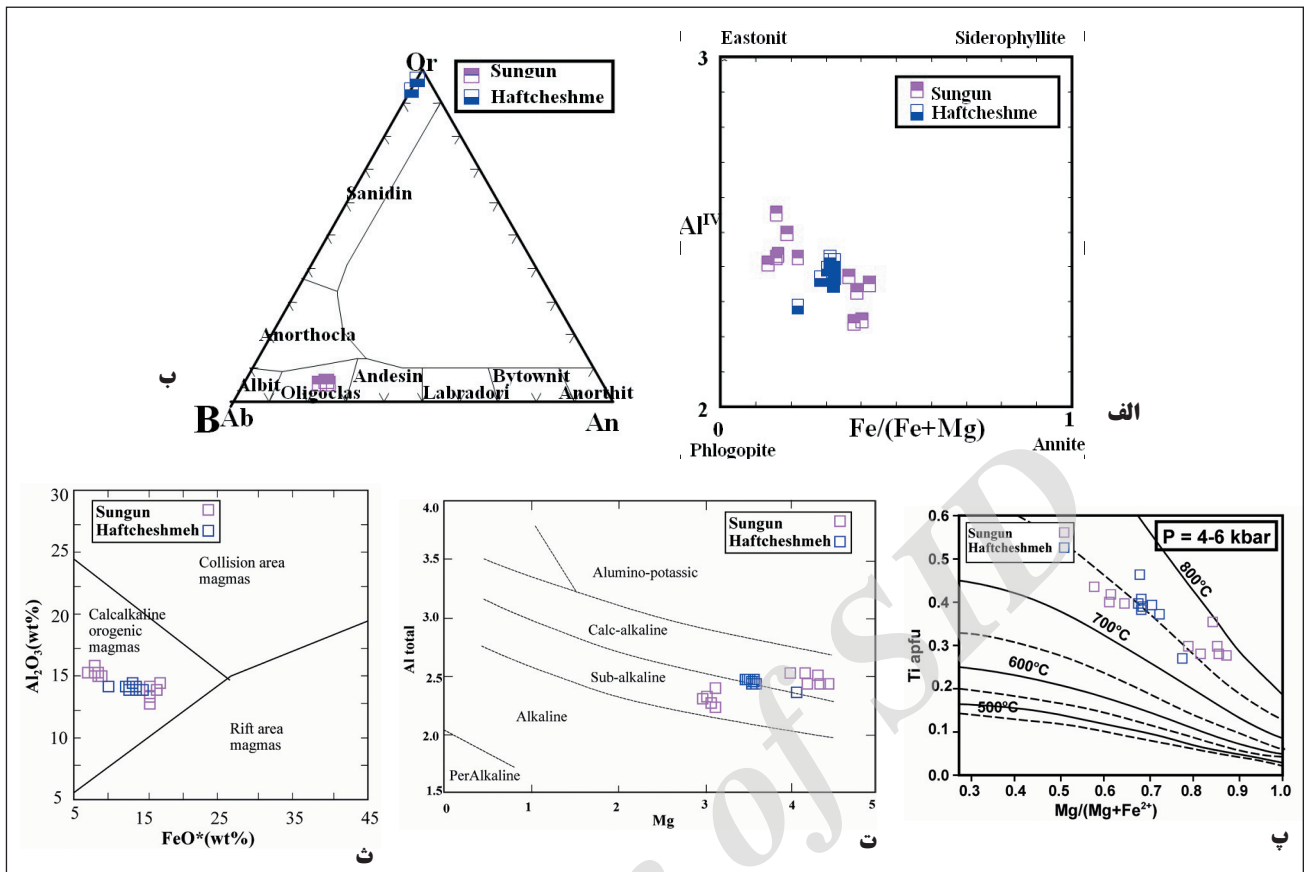 Or
Sungun
Haftcheshme
Sanidin
Anorthocla
Albit
Oligoclas
Andesin
Labradori
Bytownit
Anorthit
B
Ab
An
ب
Eastonit
Siderophyllite
3
Sungun
Haftcheshme
Al^IV
2
0
Fe/(Fe+Mg)
1
Phlogopite
Annite
الف
30
25
20
15
10
5
Al₂O₃(wt%)
Sungun
Haftcheshmeh
Collision area
magmas
Calcalkaline
orogenic
magmas
Rift area
magmas
5
15
25
35
45
FeO*(wt%)
ث
4.0
3.5
3.0
2.5
2.0
1.5
Al total
Sungun
Haftcheshmeh
Alumino-potassic
Calc-alkaline
Sub-alkaline
Alkaline
PerAlkaline
0
1
2
3
4
5
Mg
ت
0.6
0.5
0.4
0.3
0.2
0.1
0.0
Ti apfu
Sungun
Haftcheshmeh
P = 4-6 kbar
800°C
700°C
600°C
500°C
0.3
0.4
0.5
0.6
0.7
0.8
0.9
1.0
Mg/(Mg+Fe²⁺)
پ
of SID